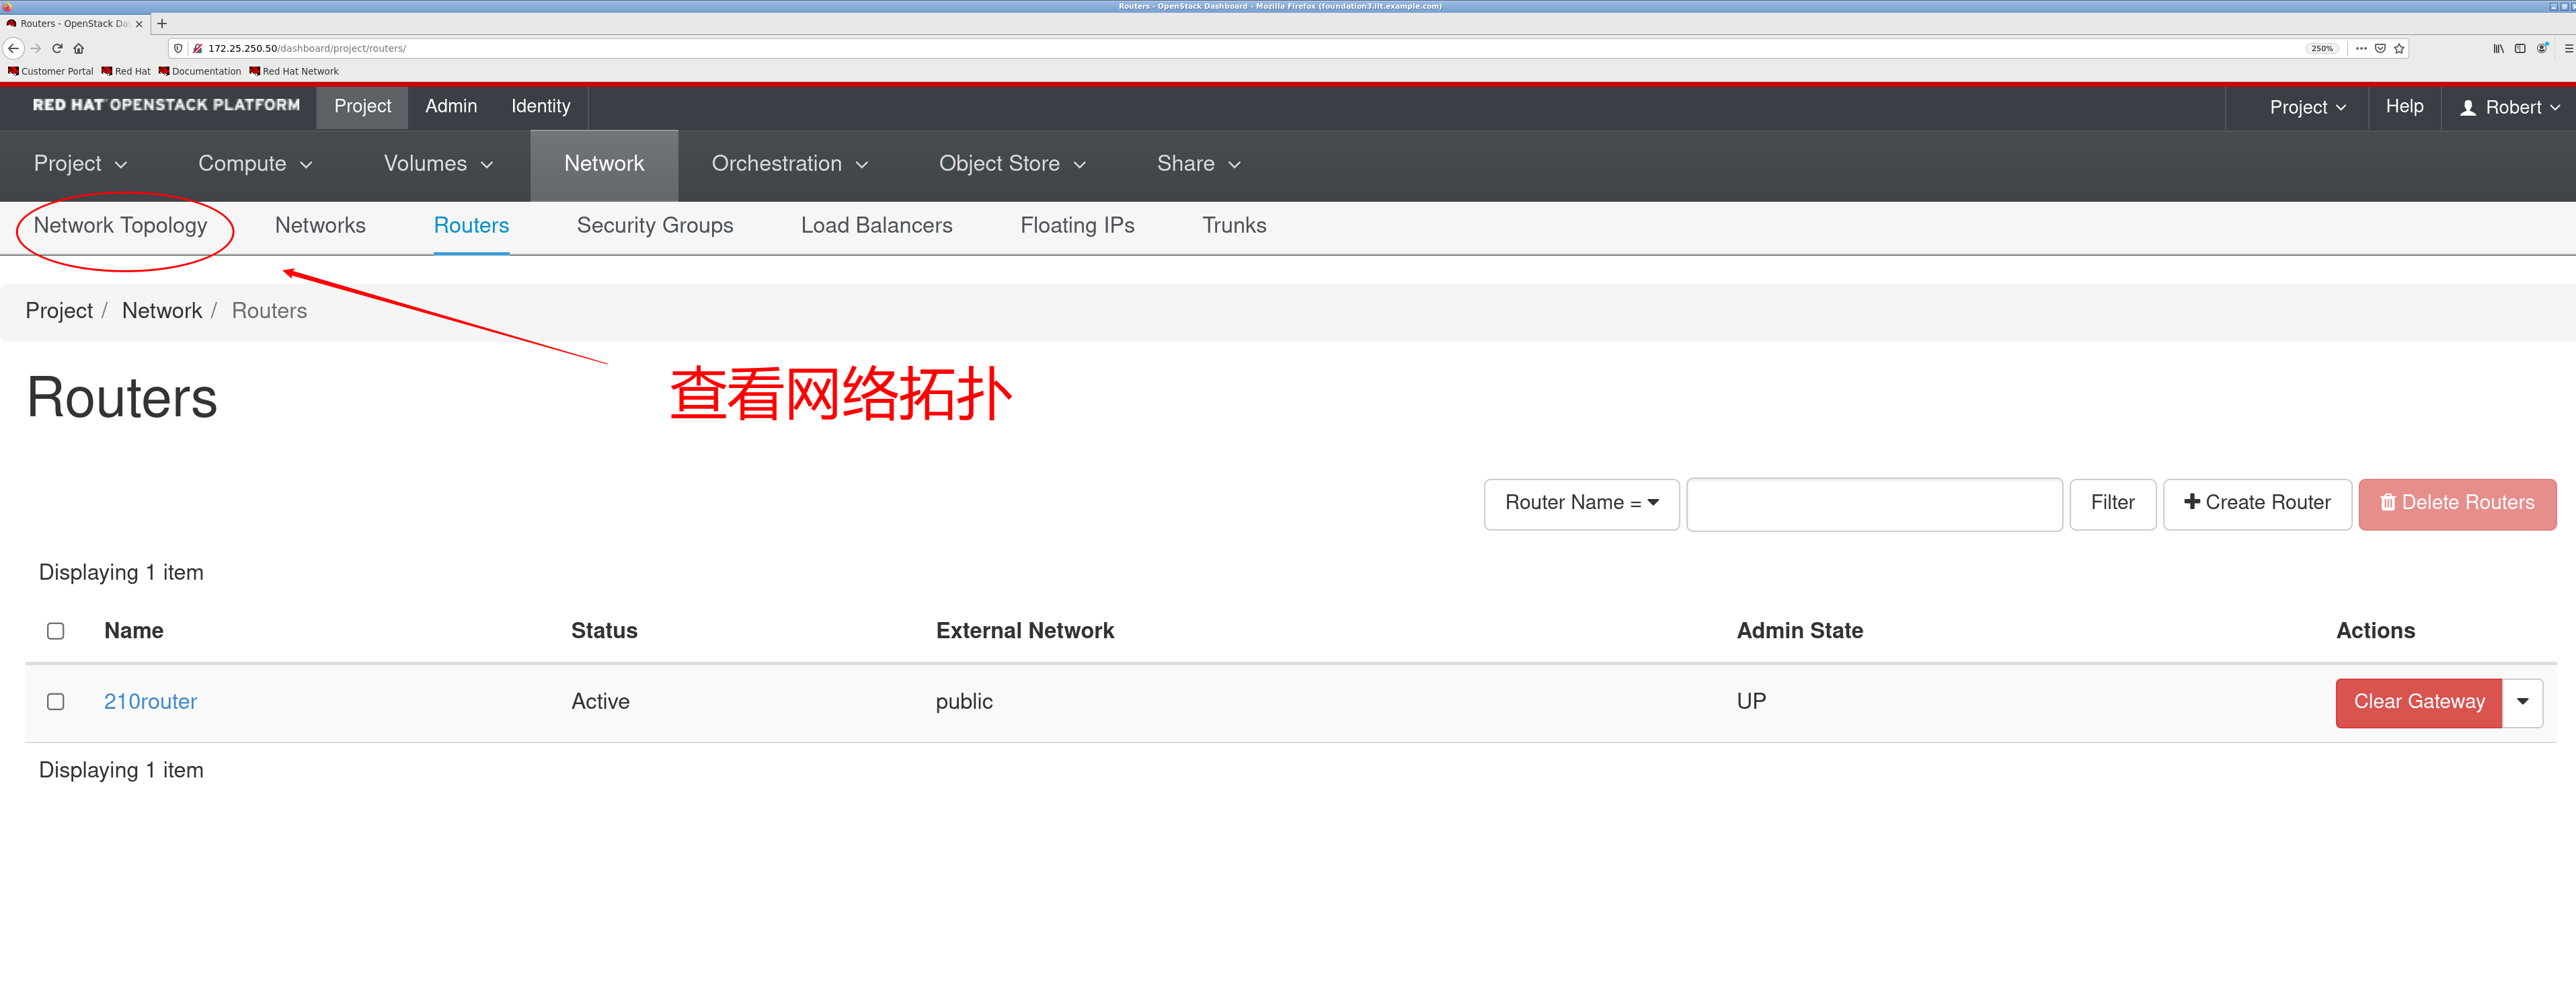 Routers - OpenStack Dashboard - Mozilla Firefox (foundation3.ilt.example.com)
Routers - OpenStack Da
172.25.250.50/dashboard/project/routers/
250%
Customer Portal Red Hat Documentation Red Hat Network
RED HAT OPENSTACK PLATFORM Project Admin Identity Project Help Robert
Project Compute Volumes Network Orchestration Object Store Share
Network Topology Networks Routers Security Groups Load Balancers Floating IPs Trunks
Project / Network / Routers
查看网络拓扑
Routers
Router Name = Filter Create Router Delete Routers
Displaying 1 item
Name Status External Network Admin State Actions
210router Active public UP Clear Gateway
Displaying 1 item